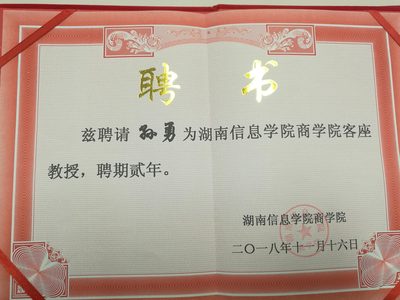 聘书
兹聘请 孙勇 为湖南信息学院商学院客座
教授，聘期贰年。
湖南信息学院商学院
二〇一八年十一月十六日